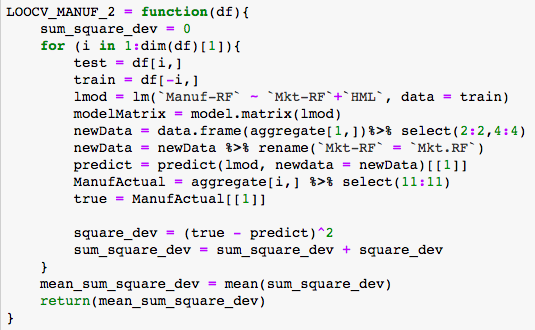 LOOCV_MANUF_2 = function(df){
    sum_square_dev = 0
    for (i in 1:dim(df)[1]){
        test = df[i,]
        train = df[-i,]
        lmod = lm(`Manuf-RF` ~ `Mkt-RF`+`HML`, data = train)
        modelMatrix = model.matrix(lmod)
        newData = data.frame(aggregate[1,])%>% select(2:2,4:4)
        newData = newData %>% rename(`Mkt-RF` = `Mkt.RF`)
        predict = predict(lmod, newdata = newData)[[1]]
        ManufActual = aggregate[i,] %>% select(11:11)
        true = ManufActual[[1]]
        square_dev = (true - predict)^2
        sum_square_dev = sum_square_dev + square_dev
    }
    mean_sum_square_dev = mean(sum_square_dev)
    return(mean_sum_square_dev)
}